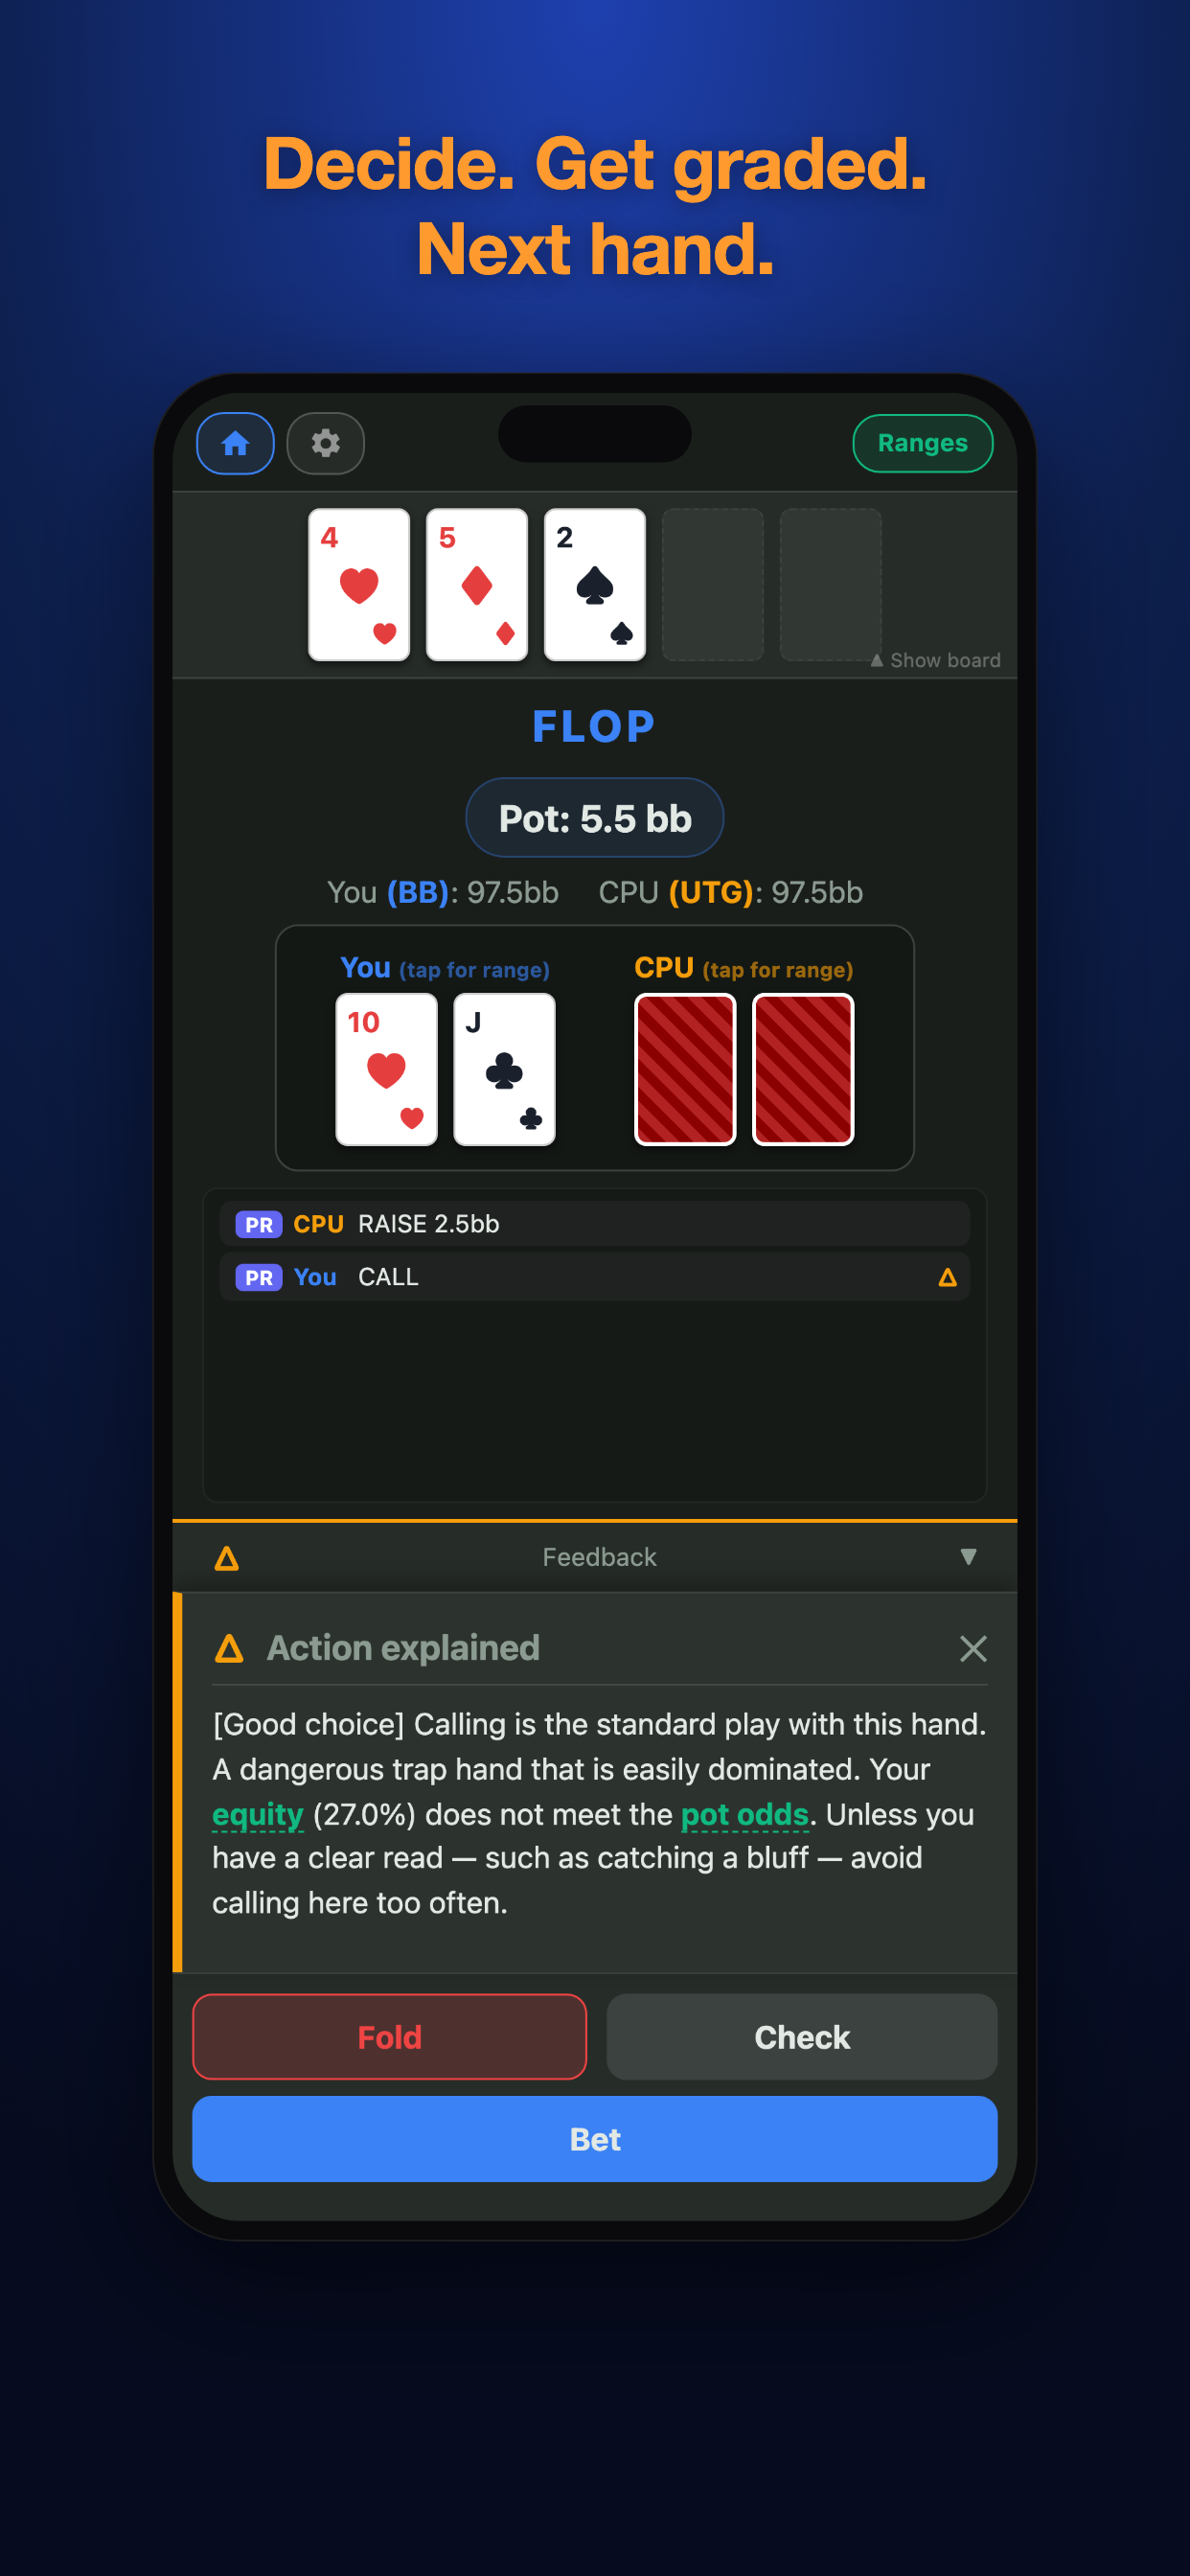 Decide. Get graded.
Next hand.
Ranges
4
5
2
▲ Show board
FLOP
Pot: 5.5 bb
You (BB): 97.5bb CPU (UTG): 97.5bb
You (tap for range) CPU (tap for range)
10
J
PR CPU RAISE 2.5bb
PR You CALL
Feedback
Action explained
[Good choice] Calling is the standard play with this hand.
A dangerous trap hand that is easily dominated. Your
equity (27.0%) does not meet the pot odds. Unless you
have a clear read — such as catching a bluff — avoid
calling here too often.
Fold
Check
Bet